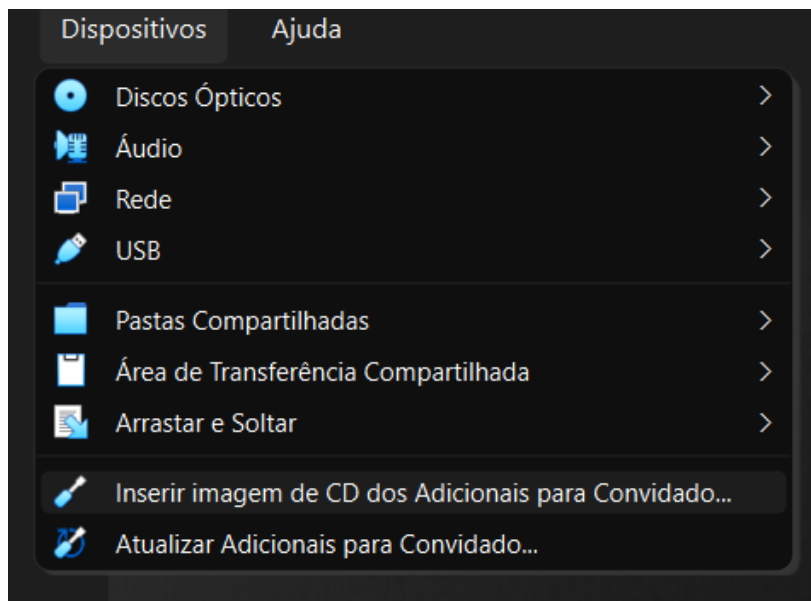 Dispositivos Ajuda
Discos Ópticos
Áudio
Rede
USB
Pastas Compartilhadas
Área de Transferência Compartilhada
Arrastar e Soltar
Inserir imagem de CD dos Adicionais para Convidado...
Atualizar Adicionais para Convidado...